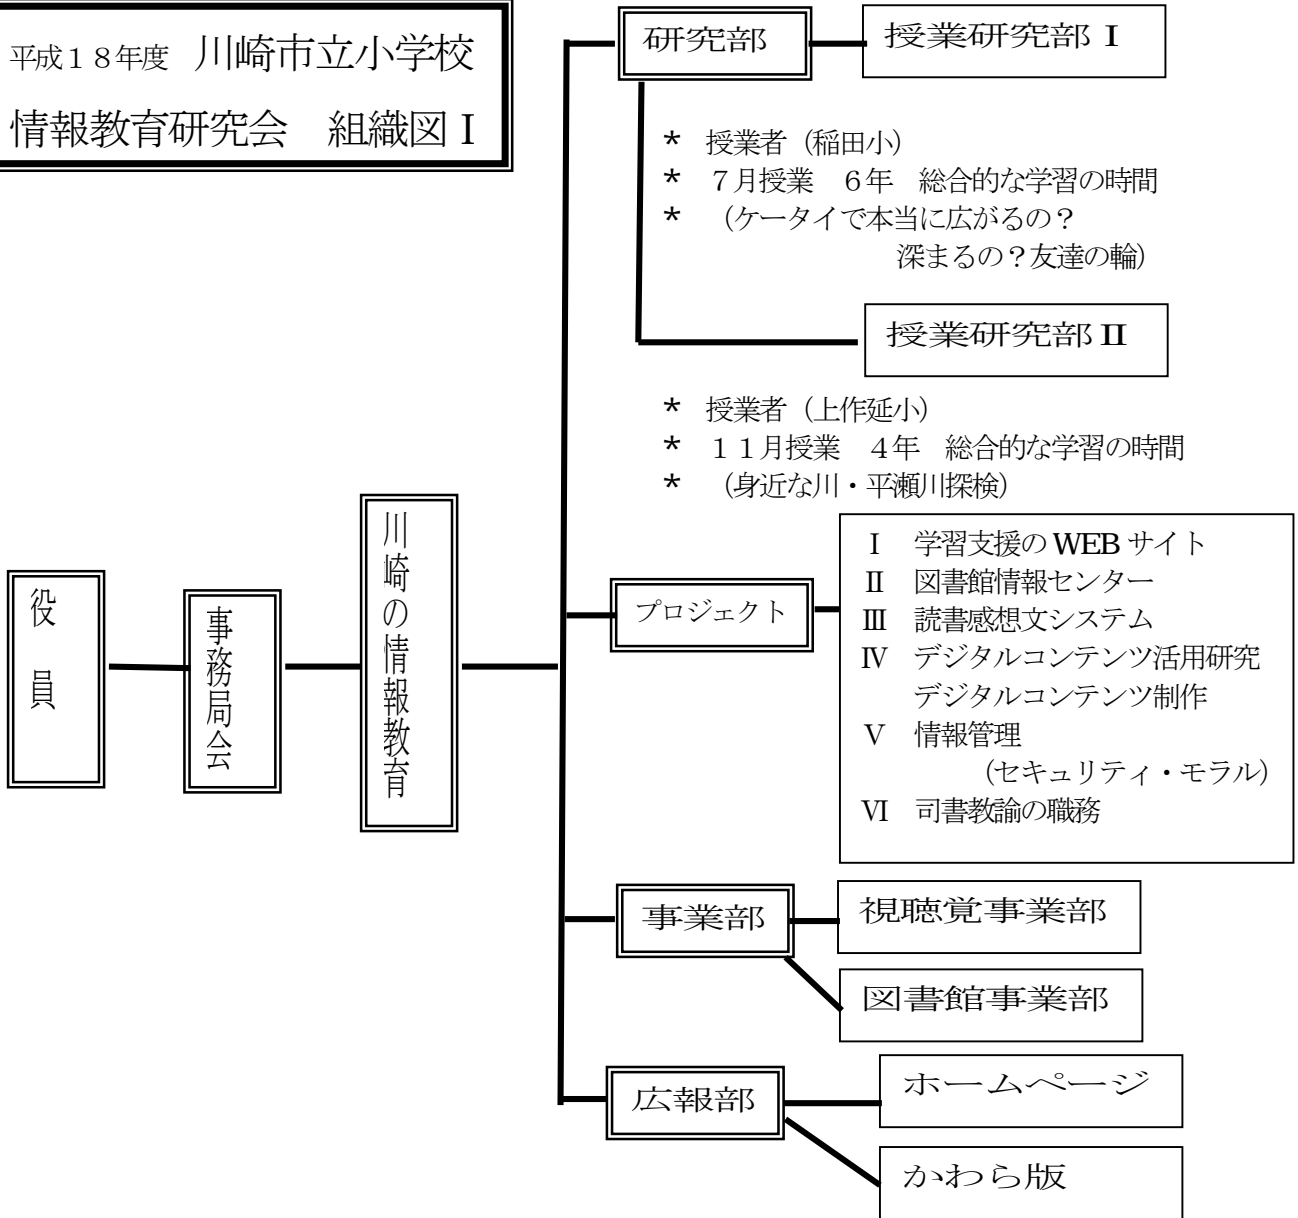 平成１８年度　川崎市立小学校
情報教育研究会　組織図Ⅰ
役員
事務局会
川崎の情報教育
研究部
授業研究部Ⅰ
*　授業者（稲田小）
*　７月授業　６年　総合的な学習の時間
*　（ケータイで本当に広がるの？
深まるの？友達の輪）
授業研究部Ⅱ
*　授業者（上作延小）
*　１１月授業　４年　総合的な学習の時間
*　（身近な川・平瀬川探検）
プロジェクト
Ⅰ　学習支援のWEBサイト
Ⅱ　図書館情報センター
Ⅲ　読書感想文システム
Ⅳ　デジタルコンテンツ活用研究
デジタルコンテンツ制作
Ⅴ　情報管理
（セキュリティ・モラル）
Ⅵ　司書教諭の職務
事業部
視聴覚事業部
図書館事業部
広報部
ホームページ
かわら版